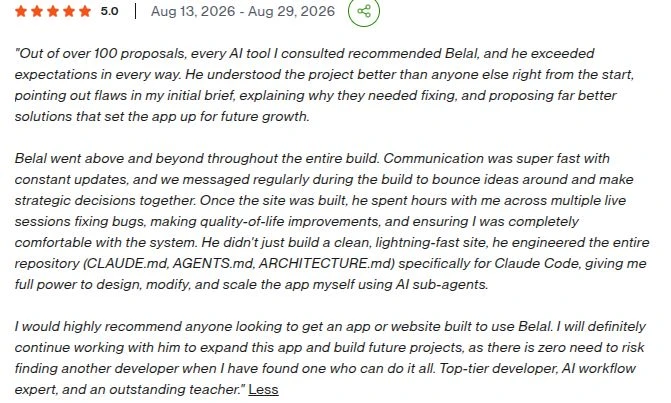 5.0 | Aug 13, 2026 - Aug 29, 2026
"Out of over 100 proposals, every AI tool I consulted recommended Belal, and he exceeded
expectations in every way. He understood the project better than anyone else right from the start,
pointing out flaws in my initial brief, explaining why they needed fixing, and proposing far better
solutions that set the app up for future growth.
Belal went above and beyond throughout the entire build. Communication was super fast with
constant updates, and we messaged regularly during the build to bounce ideas around and make
strategic decisions together. Once the site was built, he spent hours with me across multiple live
sessions fixing bugs, making quality-of-life improvements, and ensuring I was completely
comfortable with the system. He didn't just build a clean, lightning-fast site, he engineered the entire
repository (CLAUDE.md, AGENTS.md, ARCHITECTURE.md) specifically for Claude Code, giving me
full power to design, modify, and scale the app myself using AI sub-agents.
I would highly recommend anyone looking to get an app or website built to use Belal. I will definitely
continue working with him to expand this app and build future projects, as there is zero need to risk
finding another developer when I have found one who can do it all. Top-tier developer, AI workflow
expert, and an outstanding teacher." Less